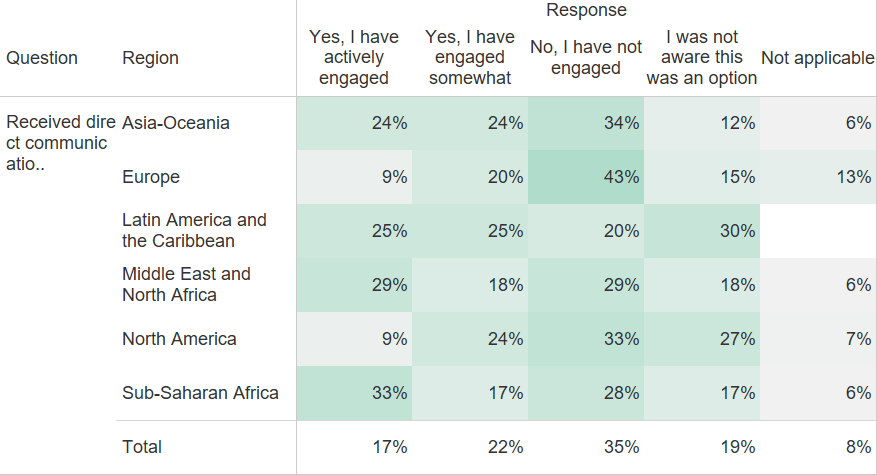 Response
Question Region Yes, I have actively engaged Yes, I have engaged somewhat No, I have not engaged I was not aware this was an option Not applicable
Received dire ct communic atio.. Asia-Oceania 24% 24% 34% 12% 6%
Europe 9% 20% 43% 15% 13%
Latin America and the Caribbean 25% 25% 20% 30%
Middle East and North Africa 29% 18% 29% 18% 6%
North America 9% 24% 33% 27% 7%
Sub-Saharan Africa 33% 17% 28% 17% 6%
Total 17% 22% 35% 19% 8%